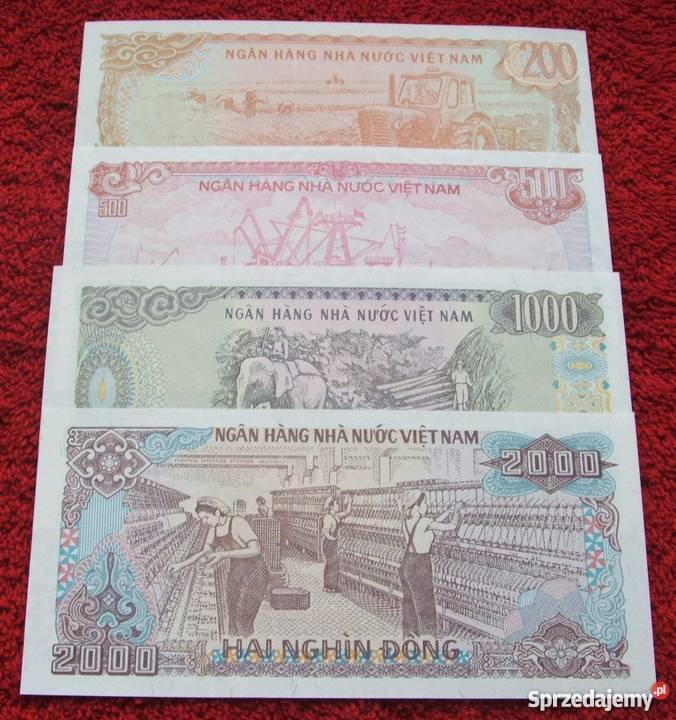 NGÂN HÀNG NHÀ NƯỚC VIỆT NAM 200
NGÂN HÀNG NHÀ NƯỚC VIỆT NAM 500
500
NGÂN HÀNG NHÀ NƯỚC VIỆT NAM 1000
NGÂN HÀNG NHÀ NƯỚC VIỆT NAM
2000
HAI NGHÌN ĐỒNG
2000
Sprzedajemy.pl